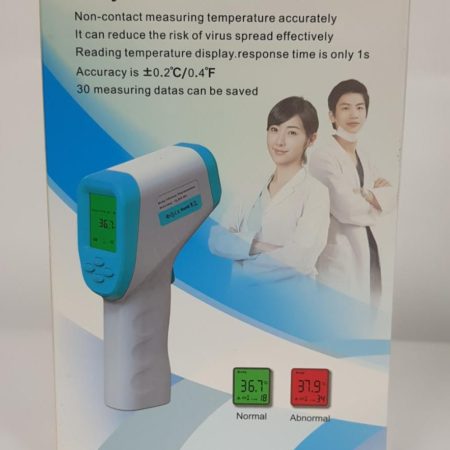 Non-contact measuring temperature accurately
It can reduce the risk of virus spread effectively
Reading temperature display.response time is only 1s
Accuracy is ±0.2℃/0.4℉
30 measuring datas can be saved
36.7
36.7 37.9
18 34
Normal Abnormal